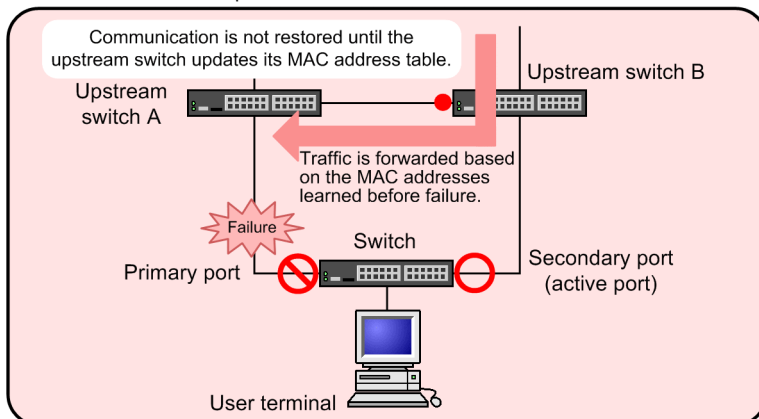 Communication is not restored until the
upstream switch updates its MAC address table.
Upstream
switch A
Upstream switch B
Traffic is forwarded based
on the MAC addresses
learned before failure.
Failure
Switch
Primary port
Secondary port
(active port)
User terminal